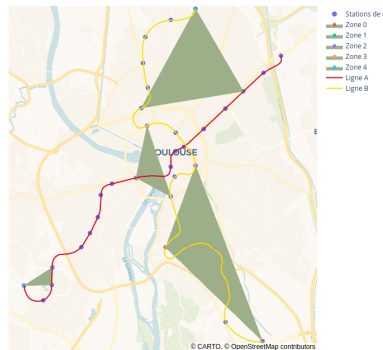 Stations de
Zone 0
Zone 1
Zone 2
Zone 3
Zone 4
Ligne A
Ligne B
OULOUSE
© CARTO, © OpenStreetMap contributors